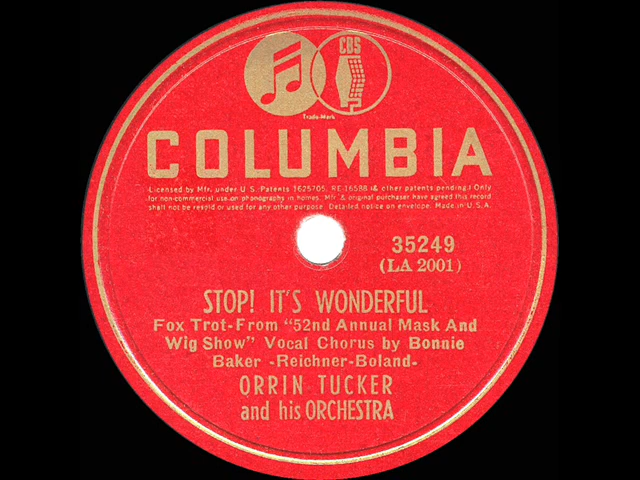 CBS
Trade-Mark
COLUMBIA
Licensed by Mfr. under U.S. Patents 1625705, RE-16588 (& other patents pending) Only
for non-commercial use on phonographs in homes. Mfr. & original purchaser have agreed this record
shall not be resold or used for any other purpose. Detailed notice on envelope. Made in U.S.A.
35249
(LA 2001)
STOP! IT'S WONDERFUL
Fox Trot-From "52nd Annual Mask And
Wig Show" Vocal Chorus by Bonnie
Baker -Reichner-Boland-
ORRIN TUCKER
and his ORCHESTRA